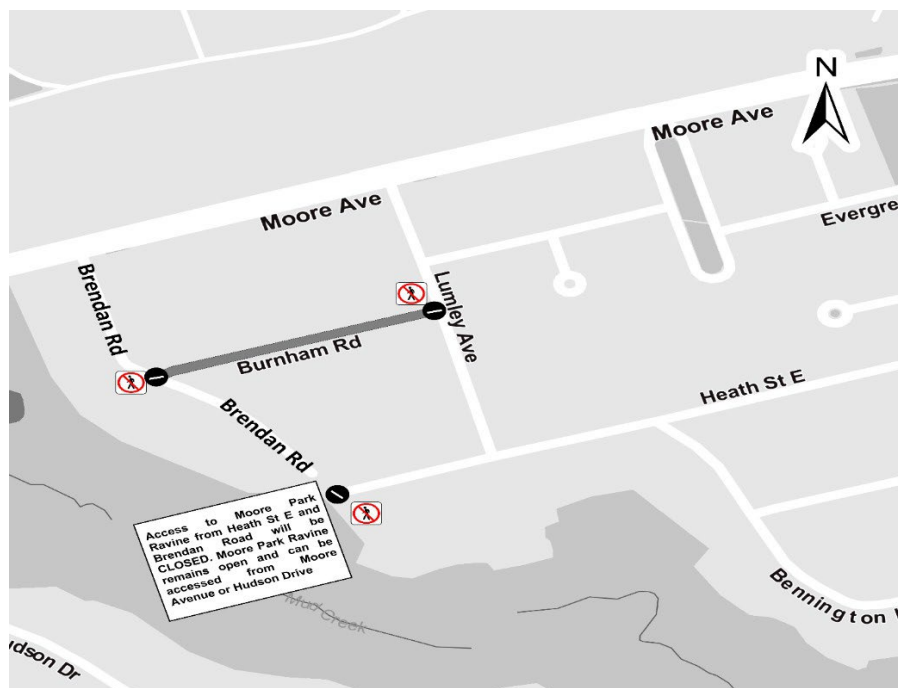 N
Moore Ave
Moore Ave
Evergre
Brendan Rd
Lumley Ave
Burnham Rd
Heath St E
Brendan Rd
Access to Moore Park
Ravine from Heath St E and
Brendan Road will be
CLOSED. Moore Park Ravine
remains open and can be
accessed from Moore
Avenue or Hudson Drive
Mud Creek
Bennington
udson Dr